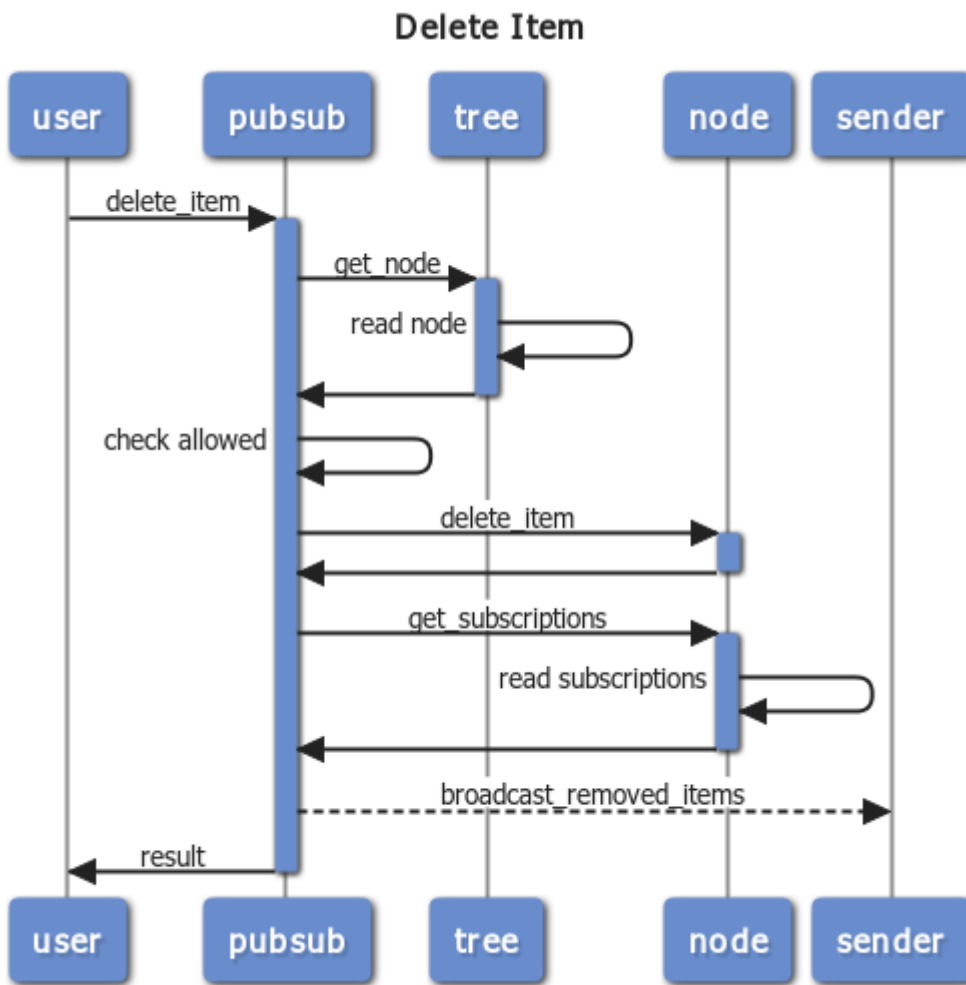 Delete Item
user pubsub tree node sender
delete_item
get_node
read node
check allowed
delete_item
get_subscriptions
read subscriptions
broadcast_removed_items
result
user pubsub tree node sender